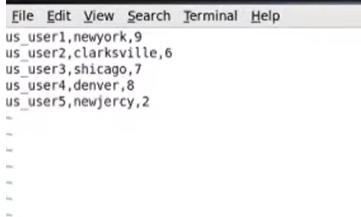 File Edit View Search Terminal Help
us_user1,newyork,9
us_user2,clarksville,6
us_user3,shicago,7
us_user4,denver,8
us_user5,newjercy,2
~
~
~
~
~
~
~